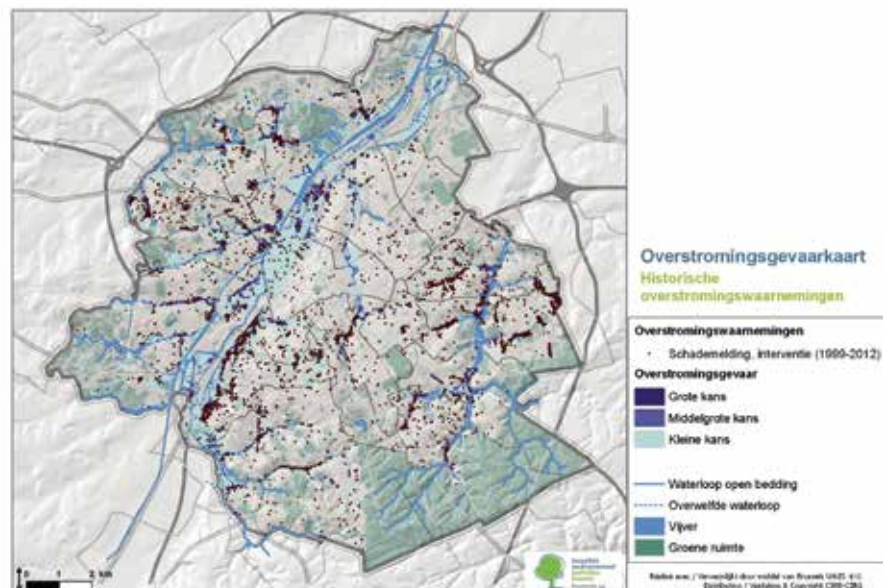 Overstromingsgevaarkaart
Historische
overstromingswaarnemingen
Overstromingswaarnemingen
Schademelding, interventie (1999-2012)
Overstromingsgevaar
Grote kans
Middelgrote kans
Kleine kans
Waterloop open bedding
Overwelfde waterloop
Vijver
Groene ruimte
0 1 2 km